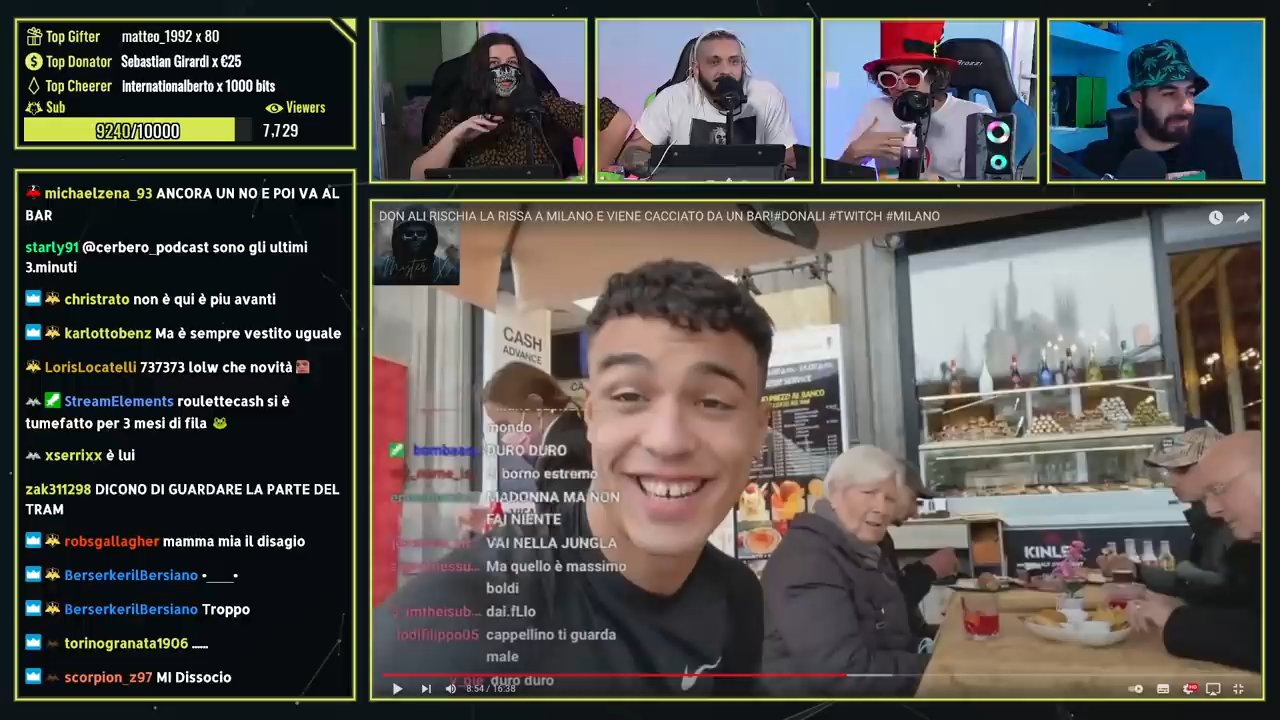 Top Gifter matteo_1992 x 80
Top Donator Sebastian Girardi x €25
Top Cheerer Internationalalberto x 1000 bits
Sub Viewers
9240/10000 7,729
michaelzena_93 ANCORA UN NO E POI VA AL
BAR
starly91 @cerbero_podcast sono gli ultimi
3.minuti
christrato non è qui è piu avanti
karlottobenz Ma è sempre vestito uguale
LorisLocatelli 737373 lolw che novità
StreamElements roulettecash si è
tumefatto per 3 mesi di fila
xserrixx è lui
zak311298 DICONO DI GUARDARE LA PARTE DEL
TRAM
robsgallagher mamma mia il disagio
BerserkerilBersiano •____•
BerserkerilBersiano Troppo
torinogranata1906 ......
scorpion_z97 MI Dissocio
DON ALI RISCHIA LA RISSA A MILANO E VIENE CACCIATO DA UN BAR!#DONALI #TWITCH #MILANO
CASH
ADVANCE
mondo
DURO DURO
borno estremo
MADONNA MA NON
FAI NIENTE
VAI NELLA JUNGLA
Ma quello è massimo
boldi
dai.fLlo
lodifilippo05 cappellino ti guarda
male
duro duro
KINLE
8:54 / 16:38